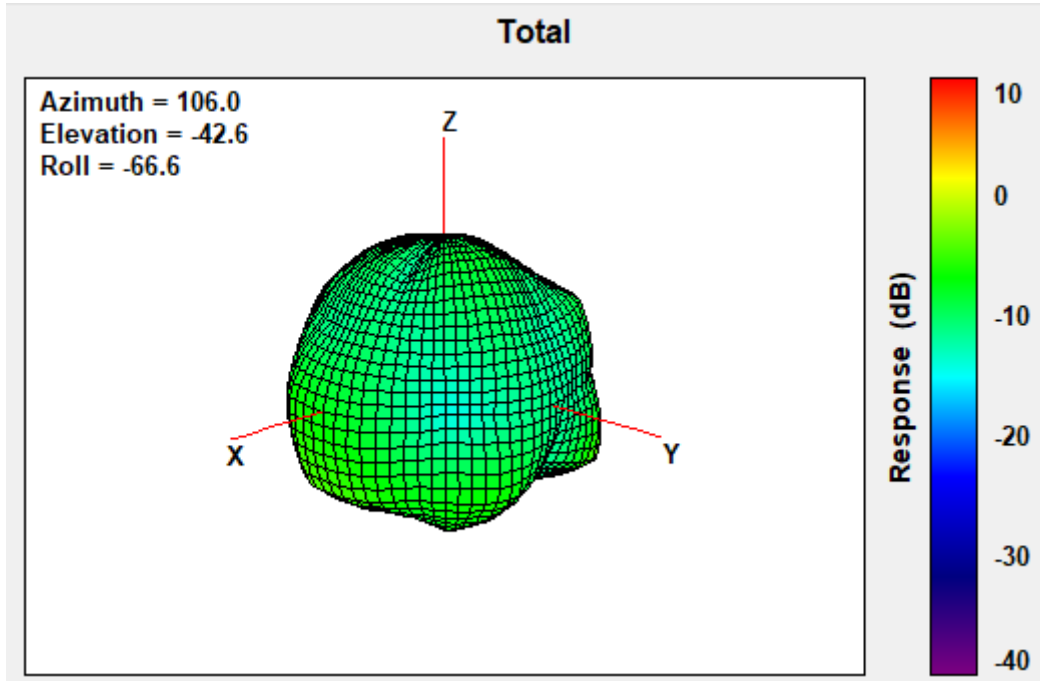 Total
Azimuth = 106.0
Elevation = -42.6
Roll = -66.6
Z
X
Y
10
0
-10
-20
-30
-40
Response (dB)